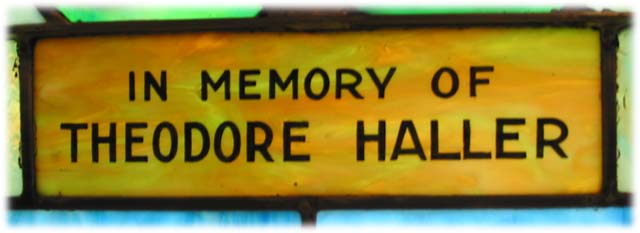 IN MEMORY OF
THEODORE HALLER